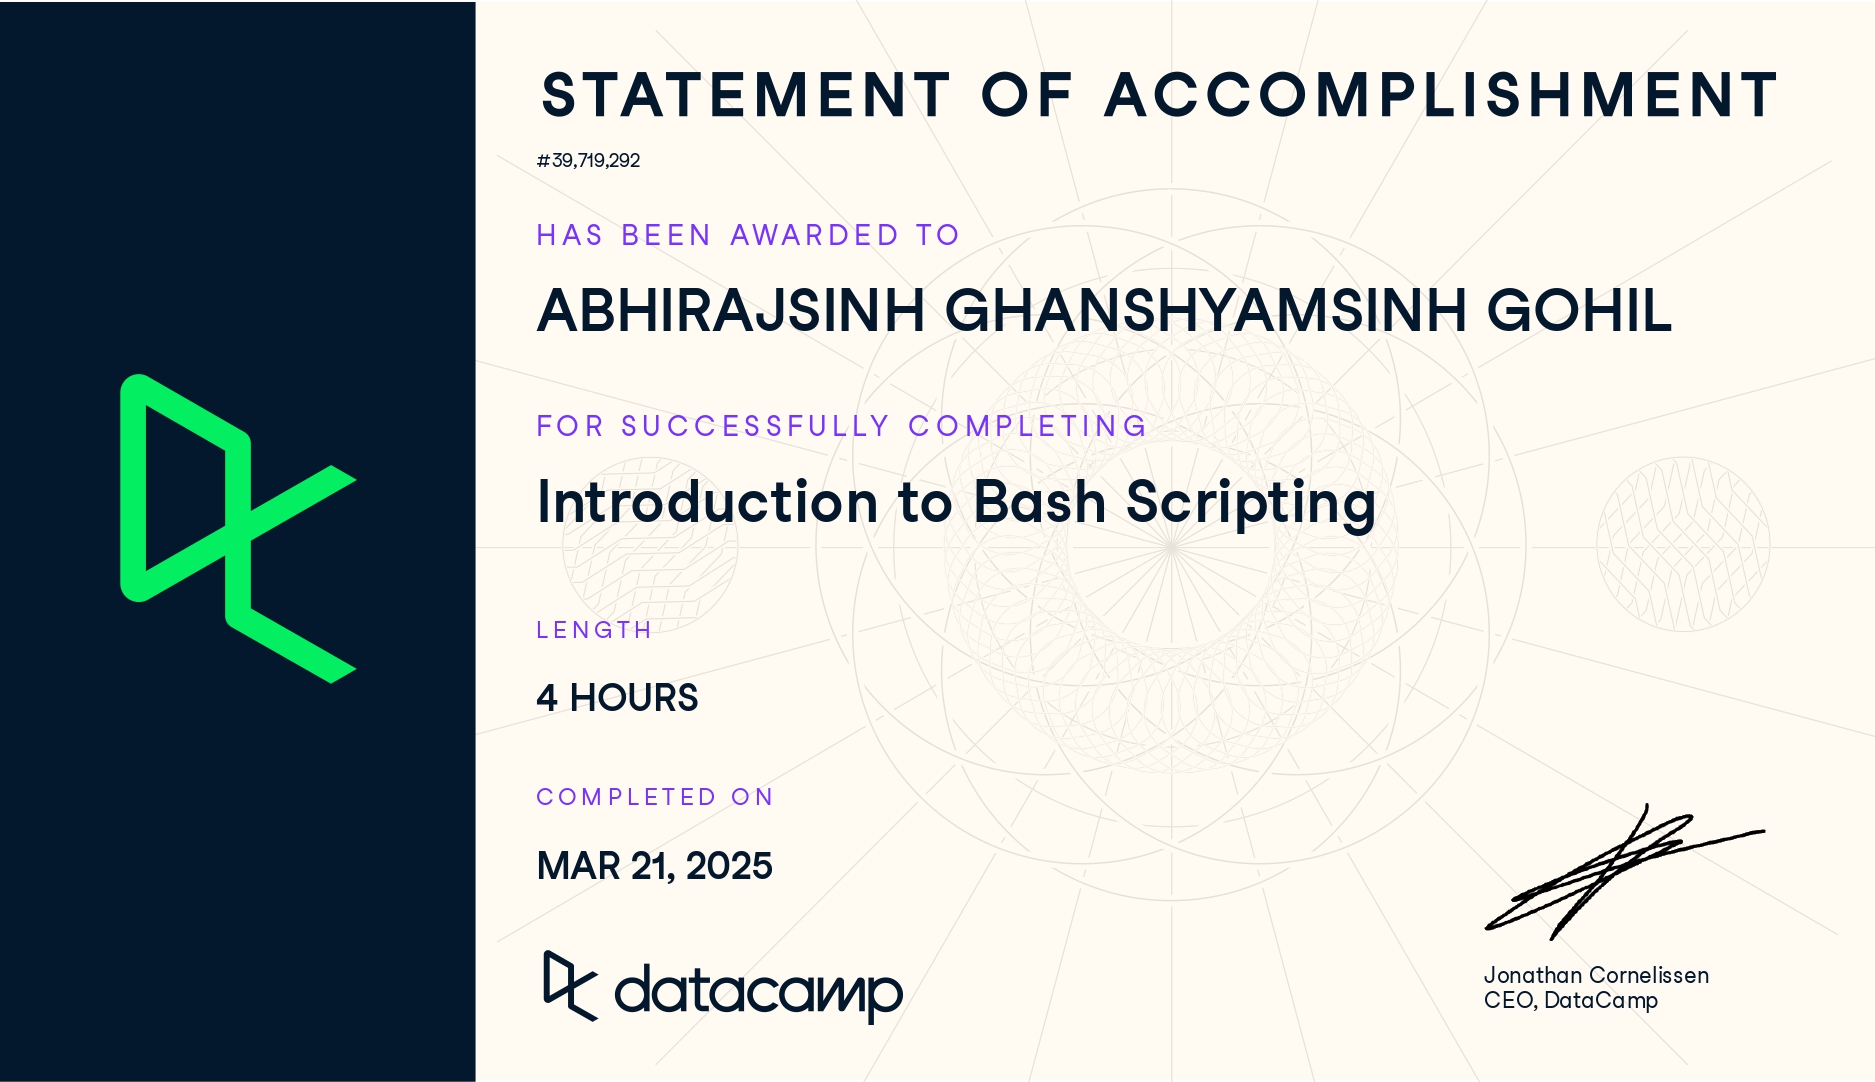 STATEMENT OF ACCOMPLISHMENT
#39,719,292
HAS BEEN AWARDED TO
ABHIRAJSINH GHANSHYAMSINH GOHIL
FOR SUCCESSFULLY COMPLETING
Introduction to Bash Scripting
LENGTH
4 HOURS
COMPLETED ON
MAR 21, 2025
datacamp
Jonathan Cornelissen
CEO, DataCamp